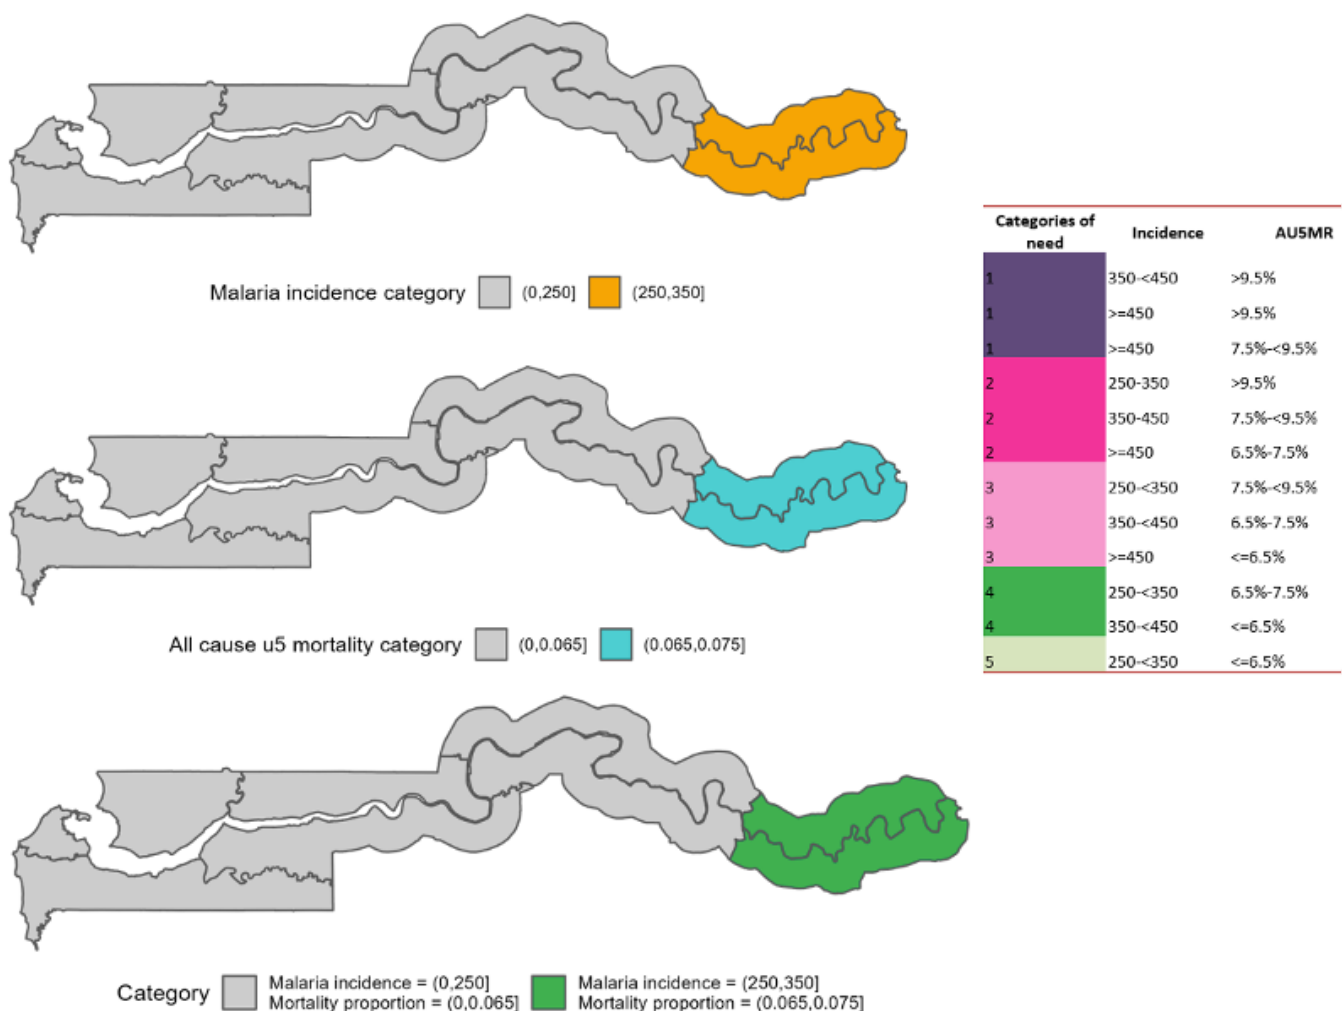 Malaria incidence category (0,250] (250,350]
All cause u5 mortality category (0,0.065] (0.065,0.075]
Category Malaria incidence = (0,250] Malaria incidence = (250,350]
Mortality proportion = (0,0.065] Mortality proportion = (0.065,0.075]
Categories of need Incidence AU5MR
1 350-<450 >9.5%
1 >=450 >9.5%
1 >=450 7.5%-<9.5%
2 250-350 >9.5%
2 350-450 7.5%-<9.5%
2 >=450 6.5%-7.5%
3 250-<350 7.5%-<9.5%
3 350-<450 6.5%-7.5%
3 >=450 <=6.5%
4 250-<350 6.5%-7.5%
4 350-<450 <=6.5%
5 250-<350 <=6.5%